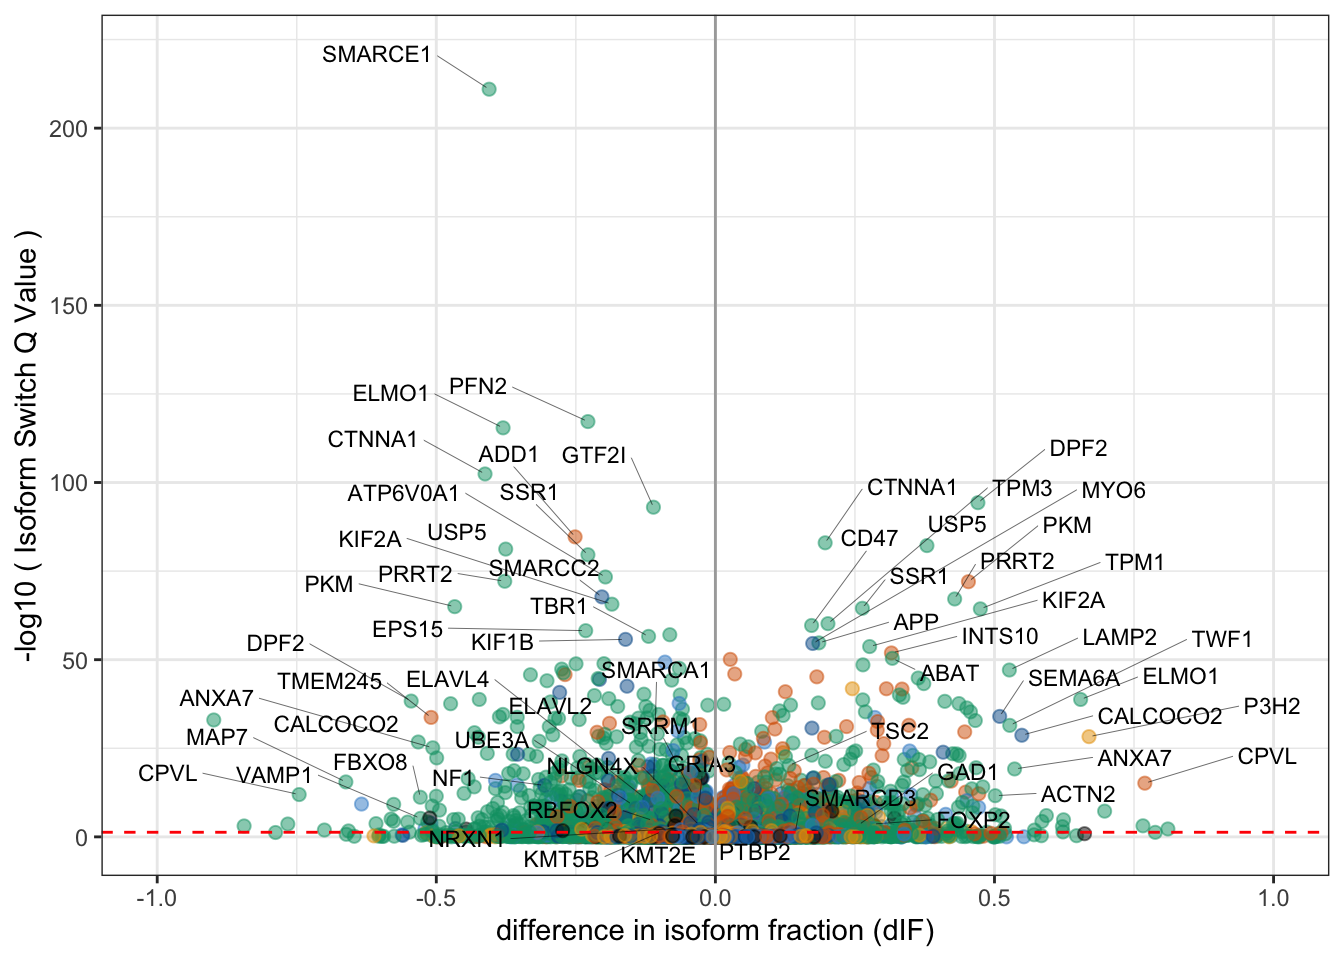 -log10 ( Isoform Switch Q Value )
200
150
100
50
0
SMARCE1
PFN2
ELMO1
CTNNA1
ADD1
GTF2I
DPF2
ATP6V0A1
SSR1
CTNNA1
TPM3
MYO6
USP5
KIF2A
CD47
USP5
PKM
PRRT2
SMARCC2
PRRT2
TPM1
PKM
SSR1
TBR1
KIF2A
EPS15
KIF1B
APP
INTS10
LAMP2
TWF1
DPF2
SMARCA1
ABAT
SEMA6A
ELMO1
TMEM245
ELAVL4
ANXA7
ELAVL2
P3H2
CALCOCO2
SRRM1
TSC2
CALCOCO2
MAP7
UBE3A
ANXA7
CPVL
FBXO8
NLGN4X
GRIA3
CPVL
VAMP1
NF1
GAD1
ACTN2
SMARCD3
RBFOX2
FOXP2
NRXN1
KMT5B
KMT2E
PTBP2
-1.0
-0.5
0.0
0.5
1.0
difference in isoform fraction (dIF)